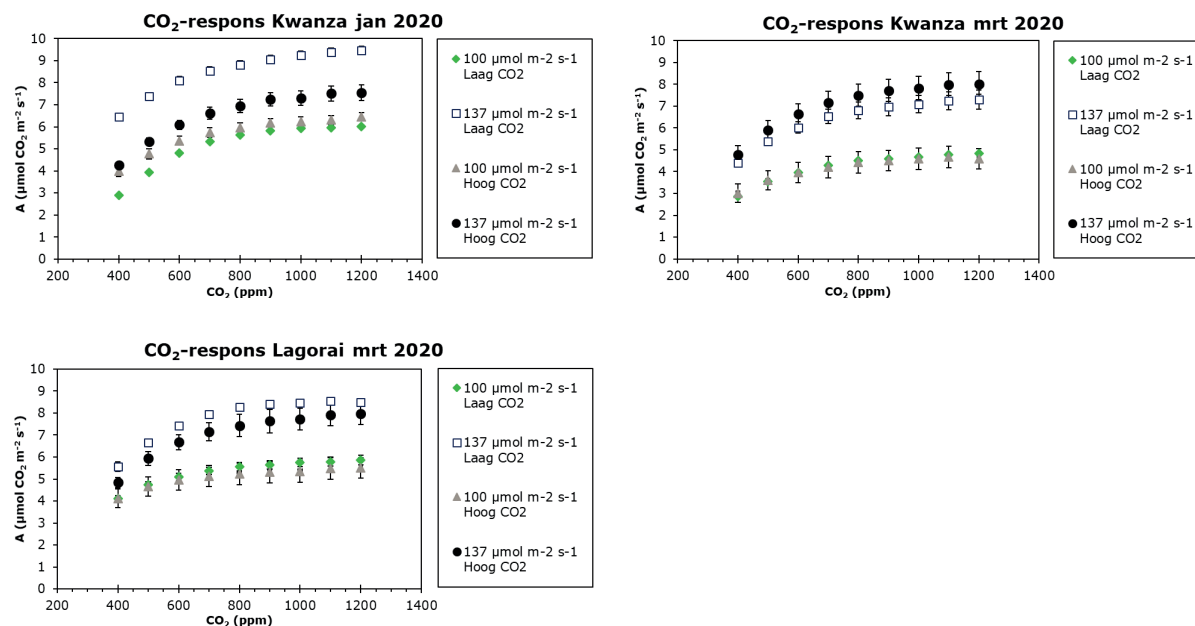 CO₂-respons Kwanza jan 2020
10
9
8
7
6
5
4
3
2
1
0
A (µmol CO₂ m⁻² s⁻¹)
200 400 600 800 1000 1200 1400
CO₂ (ppm)
100 µmol m-2 s-1
Laag CO2
137 µmol m-2 s-1
Laag CO2
100 µmol m-2 s-1
Hoog CO2
137 µmol m-2 s-1
Hoog CO2
CO₂-respons Kwanza mrt 2020
10
9
8
7
6
5
4
3
2
1
0
A (µmol CO₂ m⁻² s⁻¹)
200 400 600 800 1000 1200 1400
CO₂ (ppm)
100 µmol m-2 s-1
Laag CO2
137 µmol m-2 s-1
Laag CO2
100 µmol m-2 s-1
Hoog CO2
137 µmol m-2 s-1
Hoog CO2
CO₂-respons Lagorai mrt 2020
10
9
8
7
6
5
4
3
2
1
0
A (µmol CO₂ m⁻² s⁻¹)
200 400 600 800 1000 1200 1400
CO₂ (ppm)
100 µmol m-2 s-1
Laag CO2
137 µmol m-2 s-1
Laag CO2
100 µmol m-2 s-1
Hoog CO2
137 µmol m-2 s-1
Hoog CO2